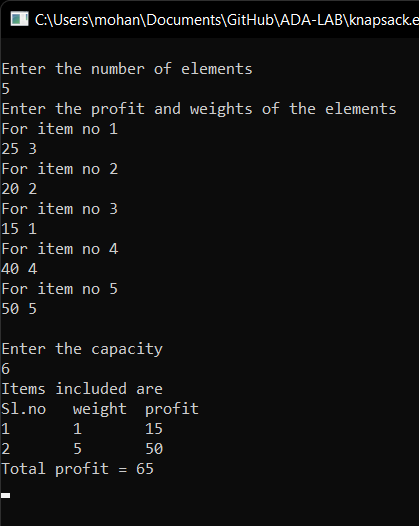 C:\Users\mohan\Documents\GitHub\ADA-LAB\knapsack.e
Enter the number of elements
5
Enter the profit and weights of the elements
For item no 1
25 3
For item no 2
20 2
For item no 3
15 1
For item no 4
40 4
For item no 5
50 5
Enter the capacity
6
Items included are
Sl.no weight profit
1 1 15
2 5 50
Total profit = 65